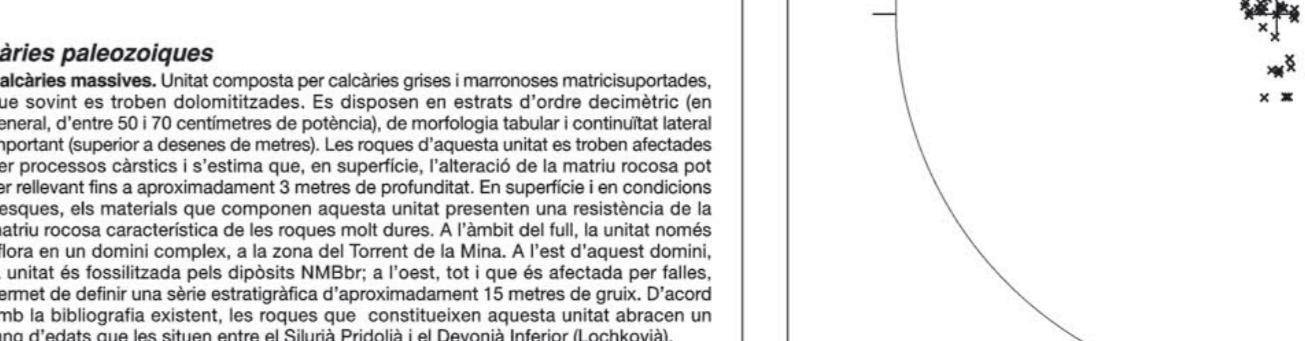 àries paleozoiques
alcàries massives. Unitat composta per calcàries grises i marronoses matricisuportades,
ue sovint es troben dolomititzades. Es disposen en estrats d'ordre decimètric (en
eneral, d'entre 50 i 70 centímetres de potència), de morfologia tabular i continuïtat lateral
mportant (superior a desenes de metres). Les roques d'aquesta unitat es troben afectades
er processos càrstics i s'estima que, en superfície, l'alteració de la matriu rocosa pot
er rellevant fins a aproximadament 3 metres de profunditat. En superfície i en condicions
esques, els materials que componen aquesta unitat presenten una resistència de la
matriu rocosa característica de les roques molt dures. A l'àmbit del full, la unitat només
flora en un domini complex, a la zona del Torrent de la Mina. A l'est d'aquest domini,
a unitat és fossilitzada pels dipòsits NMBbr; a l'oest, tot i que és afectada per falles,
ermet de definir una sèrie estratigràfica d'aproximadament 15 metres de gruix. D'acord
mb la bibliografia existent, les roques que constitueixen aquesta unitat abracen un
ang d'edats que les situen entre el Silurià Pridolià i el Devonià Inferior (Lochkovià).